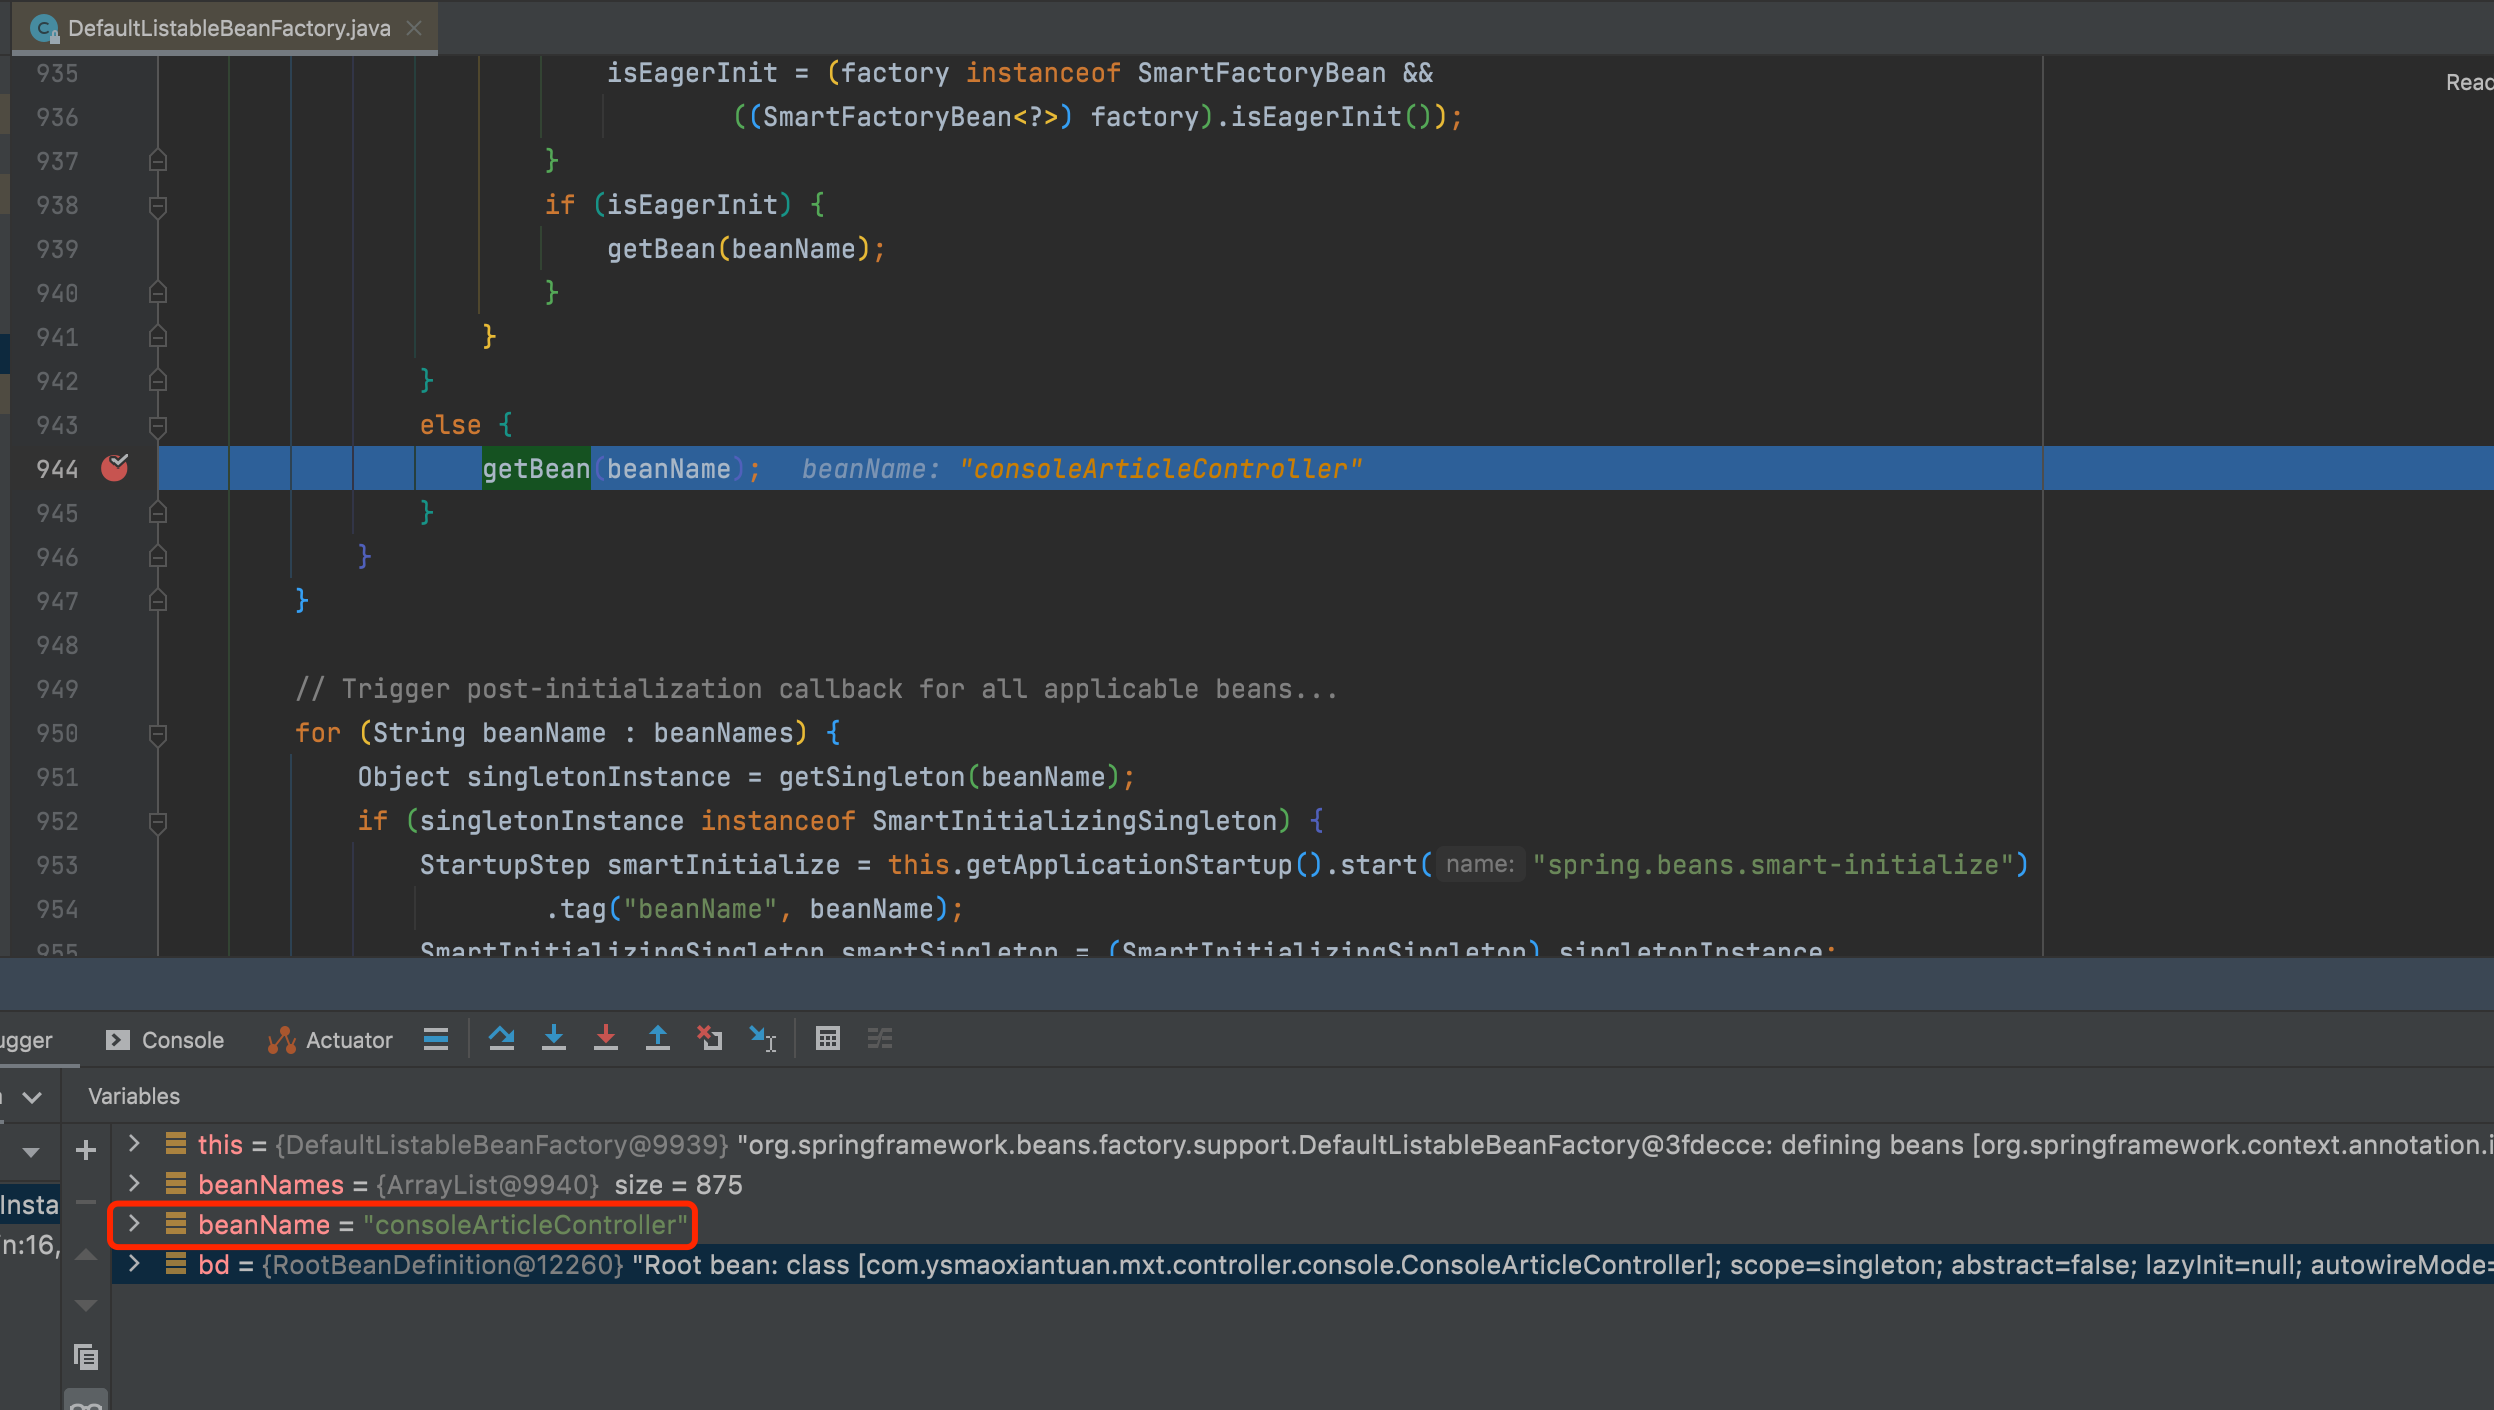 DefaultListableBeanFactory.java
935 isEagerInit = (factory instanceof SmartFactoryBean &&
Read
936 ((SmartFactoryBean<?>) factory).isEagerInit());
937 }
938 if (isEagerInit) {
939 getBean(beanName);
940 }
941 }
942 }
943 else {
944 getBean(beanName); beanName: "consoleArticleController"
945 }
946 }
947 }
948
949 // Trigger post-initialization callback for all applicable beans...
950 for (String beanName : beanNames) {
951 Object singletonInstance = getSingleton(beanName);
952 if (singletonInstance instanceof SmartInitializingSingleton) {
953 StartupStep smartInitialize = this.getApplicationStartup().start( name: "spring.beans.smart-initialize")
954 .tag("beanName", beanName);
955 SmartInitializingSingleton smartSingleton = (SmartInitializingSingleton) singletonInstance;
ugger Console Actuator
Variables
this = {DefaultListableBeanFactory@9939} "org.springframework.beans.factory.support.DefaultListableBeanFactory@3fdecce: defining beans [org.springframework.context.annotation.i
beanNames = {ArrayList@9940} size = 875
Insta
beanName = "consoleArticleController"
n:16,
bd = {RootBeanDefinition@12260} "Root bean: class [com.ysmaoxiantuan.mxt.controller.console.ConsoleArticleController]; scope=singleton; abstract=false; lazyInit=null; autowireMode=